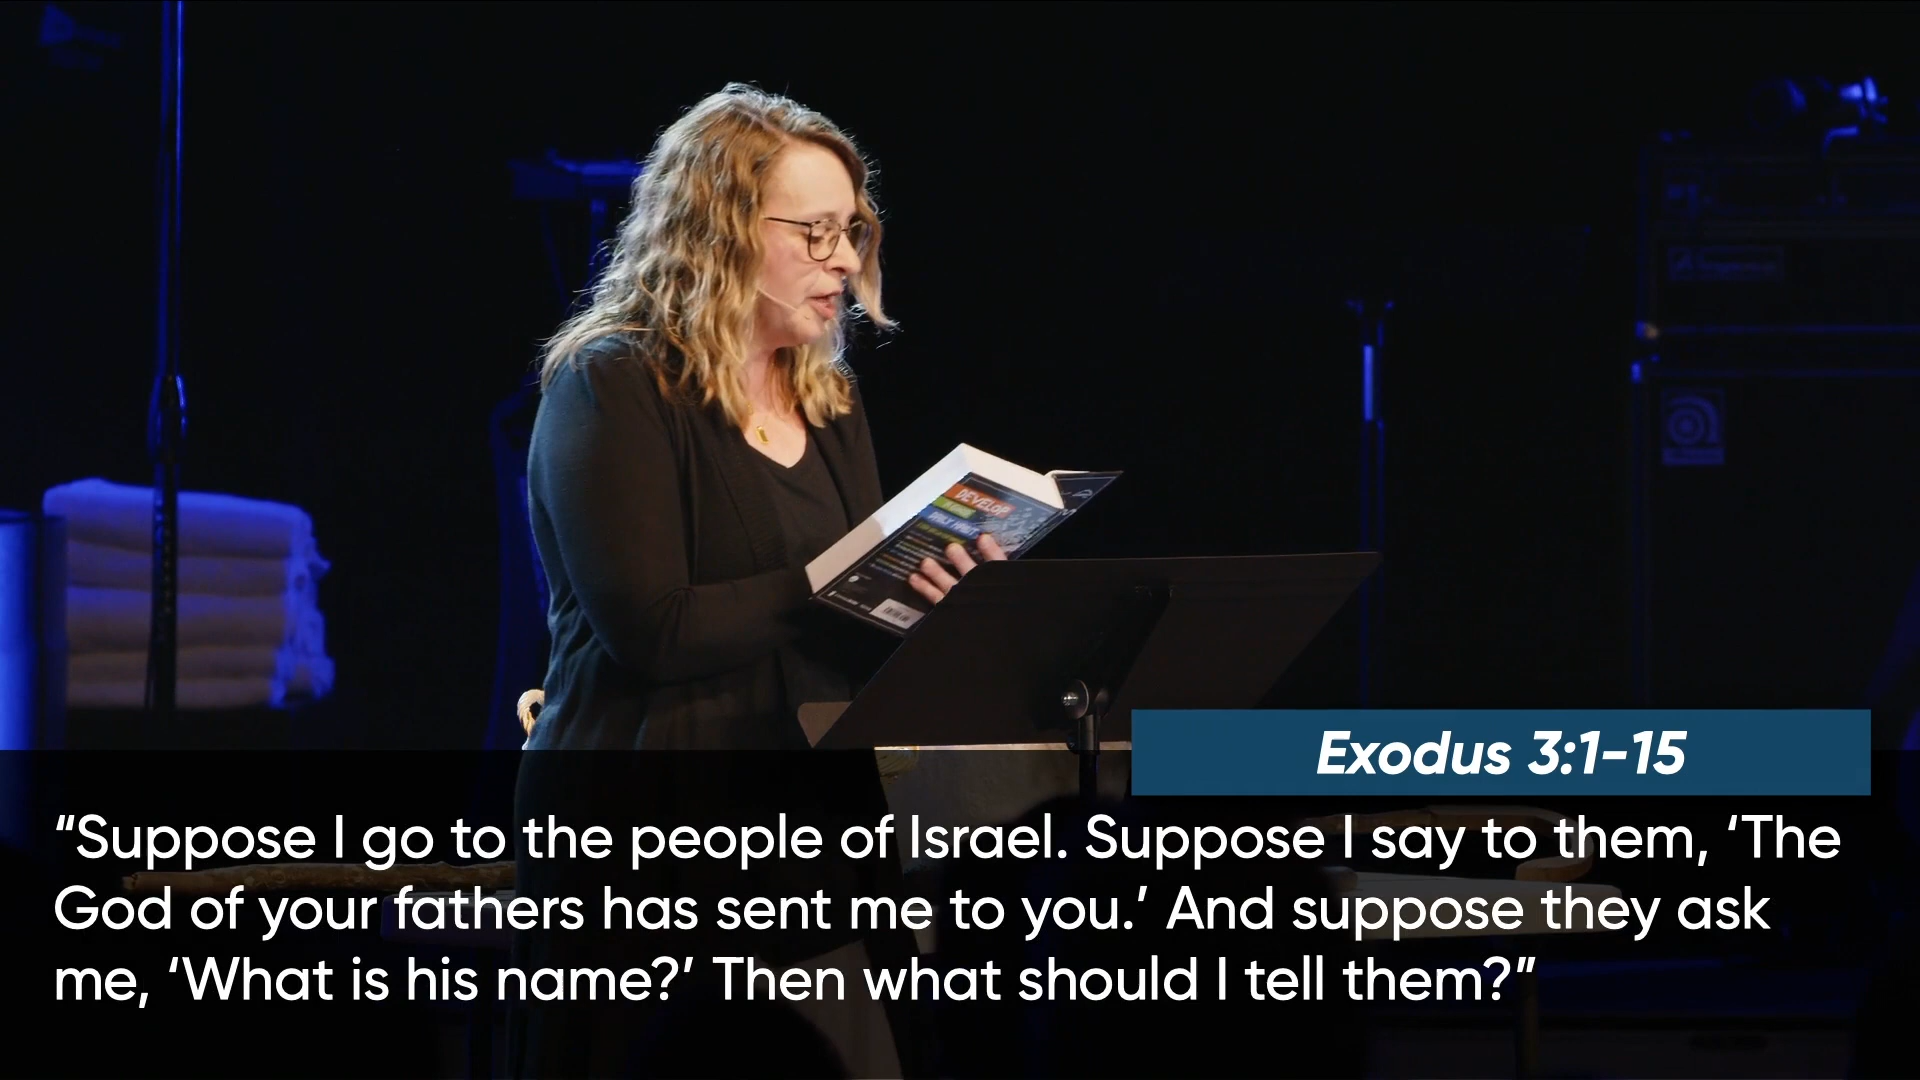 DEVELOP
Exodus 3:1-15
“Suppose I go to the people of Israel. Suppose I say to them, ‘The
God of your fathers has sent me to you.’ And suppose they ask
me, ‘What is his name?’ Then what should I tell them?”